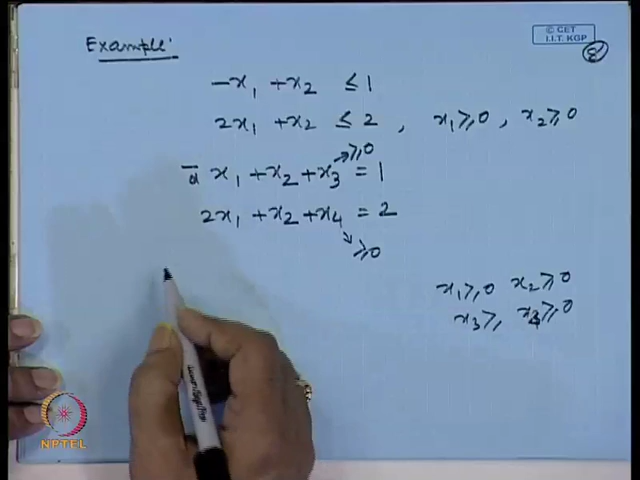 © CET
I.I.T. KGP
8
Example:
-x₁ + x₂ ≤ 1
2x₁ + x₂ ≤ 2 , x₁ ≥ 0 , x₂ ≥ 0
≥ 0
- x₁ + x₂ + x₃ = 1
2x₁ + x₂ + x₄ = 2
≥ 0
x₁ ≥ 0 x₂ ≥ 0
x₃ ≥, x₄ ≥ 0
NPTEL